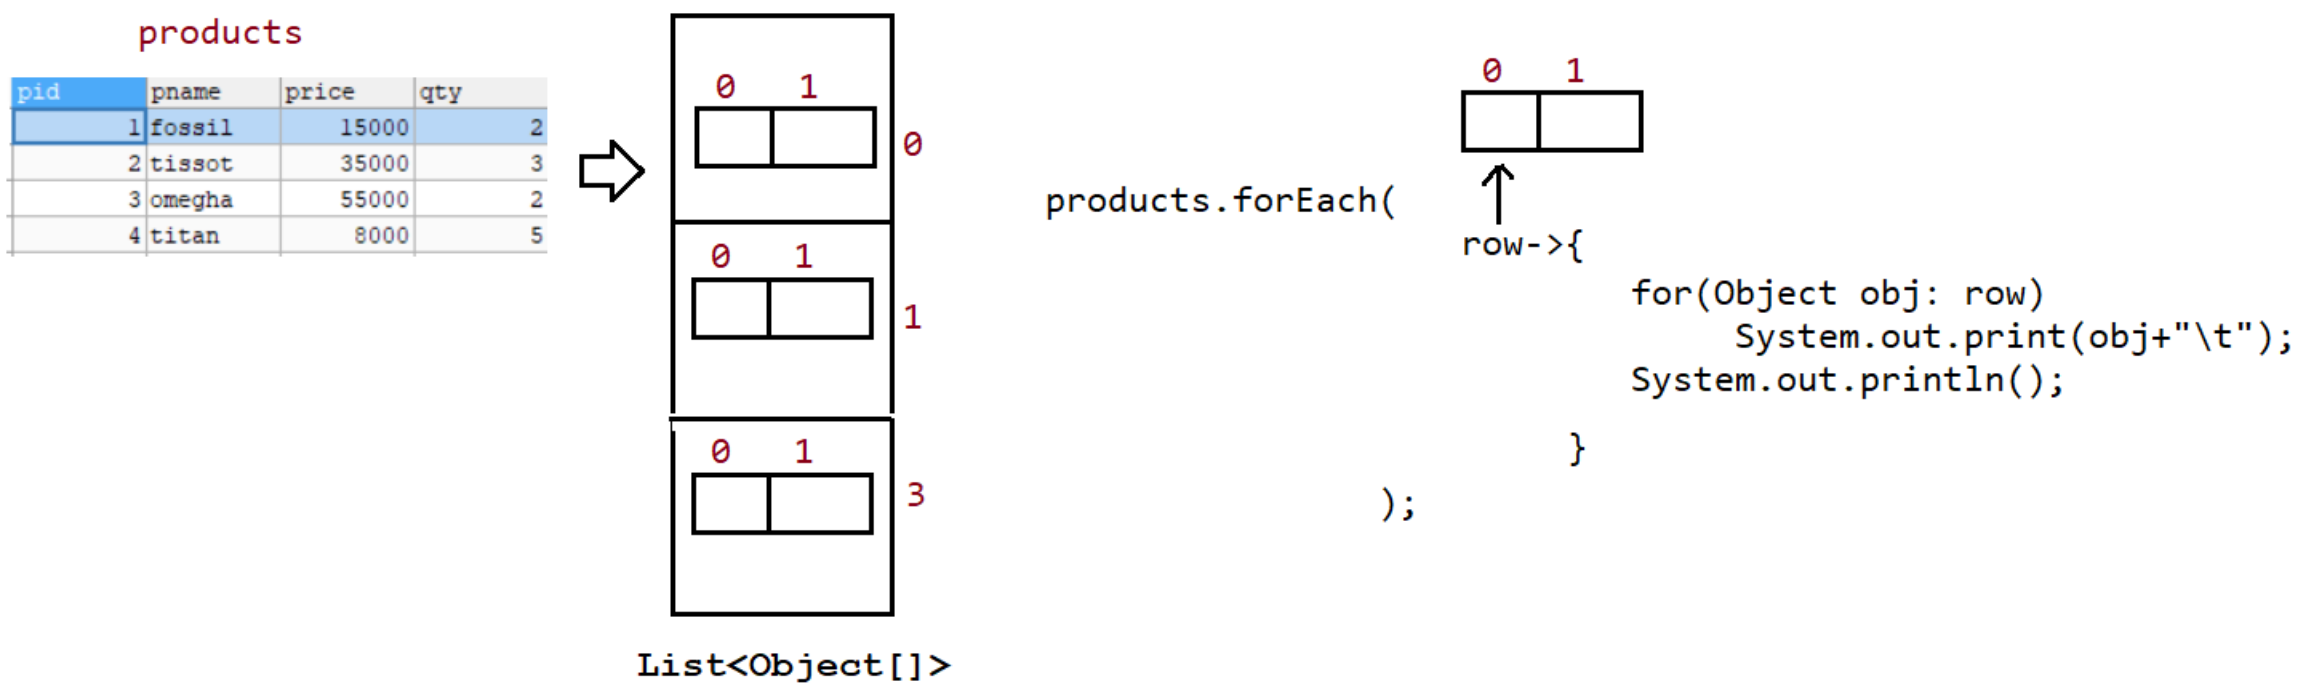 products
pid pname price qty
1 fossil 15000 2
2 tissot 35000 3
3 omegha 55000 2
4 titan 8000 5
0 1
0
0 1
1
0 1
3
List<Object[]>
0 1
products.forEach(
row->{
for(Object obj: row)
System.out.print(obj+"\t");
System.out.println();
}
);